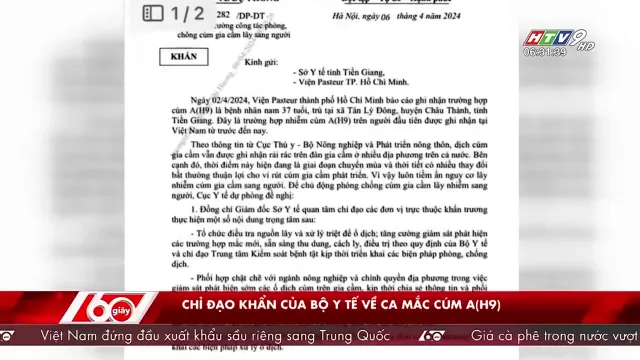 1 / 2
HTV9 HD
06:31:39
282 /DP-DT
Hà Nội, ngày 06 tháng 4 năm 2024
trường công tác phòng,
chống cúm gia cầm lây sang người
KHẨN
Kính gửi:
- Sở Y tế tỉnh Tiền Giang,
- Viện Pasteur TP. Hồ Chí Minh.
Ngày 02/4/2024, Viện Pasteur thành phố Hồ Chí Minh báo cáo ghi nhận trường hợp
cúm A(H9) là bệnh nhân nam 37 tuổi, trú tại xã Tân Lý Đông, huyện Châu Thành, tỉnh
Tiền Giang. Đây là trường hợp nhiễm cúm A(H9) trên người đầu tiên được ghi nhận tại
Việt Nam từ trước đến nay.
Theo thông tin từ Cục Thú y - Bộ Nông nghiệp và Phát triển nông thôn, dịch cúm
gia cầm vẫn được ghi nhận rải rác trên đàn gia cầm ở nhiều địa phương trên cả nước. Bên
cạnh đó, thời điểm này hiện đang là giai đoạn chuyển mùa và thời tiết có nhiều thay đổi
bất thường thuận lợi cho vi rút cúm gia cầm phát triển. Vì vậy luôn tiềm ẩn nguy cơ lây
nhiễm cúm gia cầm sang người. Để chủ động phòng chống cúm gia cầm lây nhiễm sang
người, Cục Y tế dự phòng đề nghị:
1. Đồng chí Giám đốc Sở Y tế quan tâm chỉ đạo các đơn vị trực thuộc khẩn trương
thực hiện một số nội dung trọng tâm sau:
- Tổ chức điều tra nguồn lây và xử lý triệt để ổ dịch; tăng cường giám sát phát hiện
các trường hợp mắc mới, sẵn sàng thu dung, cách ly, điều trị theo quy định của Bộ Y tế
và chỉ đạo Trung tâm Kiểm soát bệnh tật kịp thời triển khai các biện pháp phòng, chống
dịch.
- Phối hợp chặt chẽ với ngành nông nghiệp và chính quyền địa phương trong việc
giám sát phát hiện sớm các ổ dịch cúm trên gia cầm, kịp thời chia sẻ thông tin và phối
60 giây
CHỈ ĐẠO KHẨN CỦA BỘ Y TẾ VỀ CA MẮC CÚM A(H9)
Việt Nam đứng đầu xuất khẩu sầu riêng sang Trung Quốc
Giá cà phê trong nước vượt
khai các biện pháp xử lý ổ dịch.